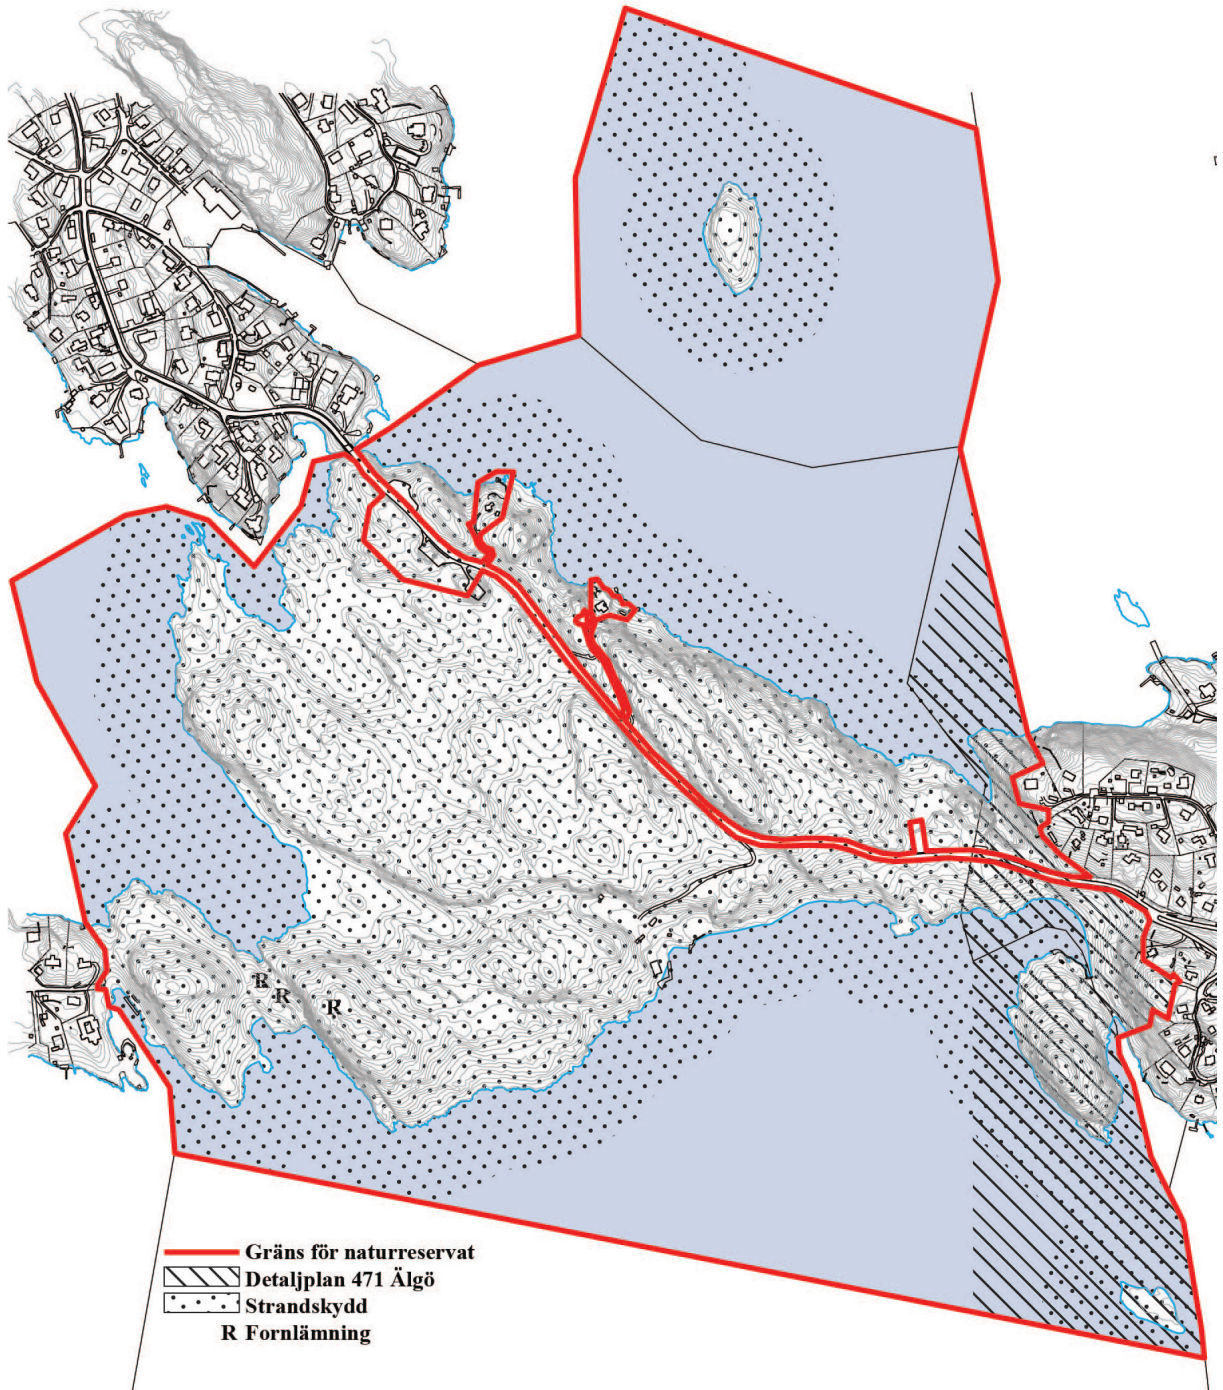 R
R
R
Gräns för naturreservat
Detaljplan 471 Älgö
Strandskydd
R Fornlämning